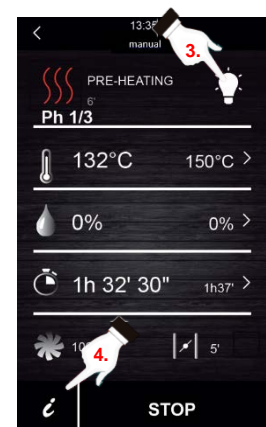 13:35
manual
3.
PRE-HEATING
6'
Ph 1/3
132°C 150°C >
0% 0% >
1h 32' 30" 1h37' >
5'
4.
i STOP